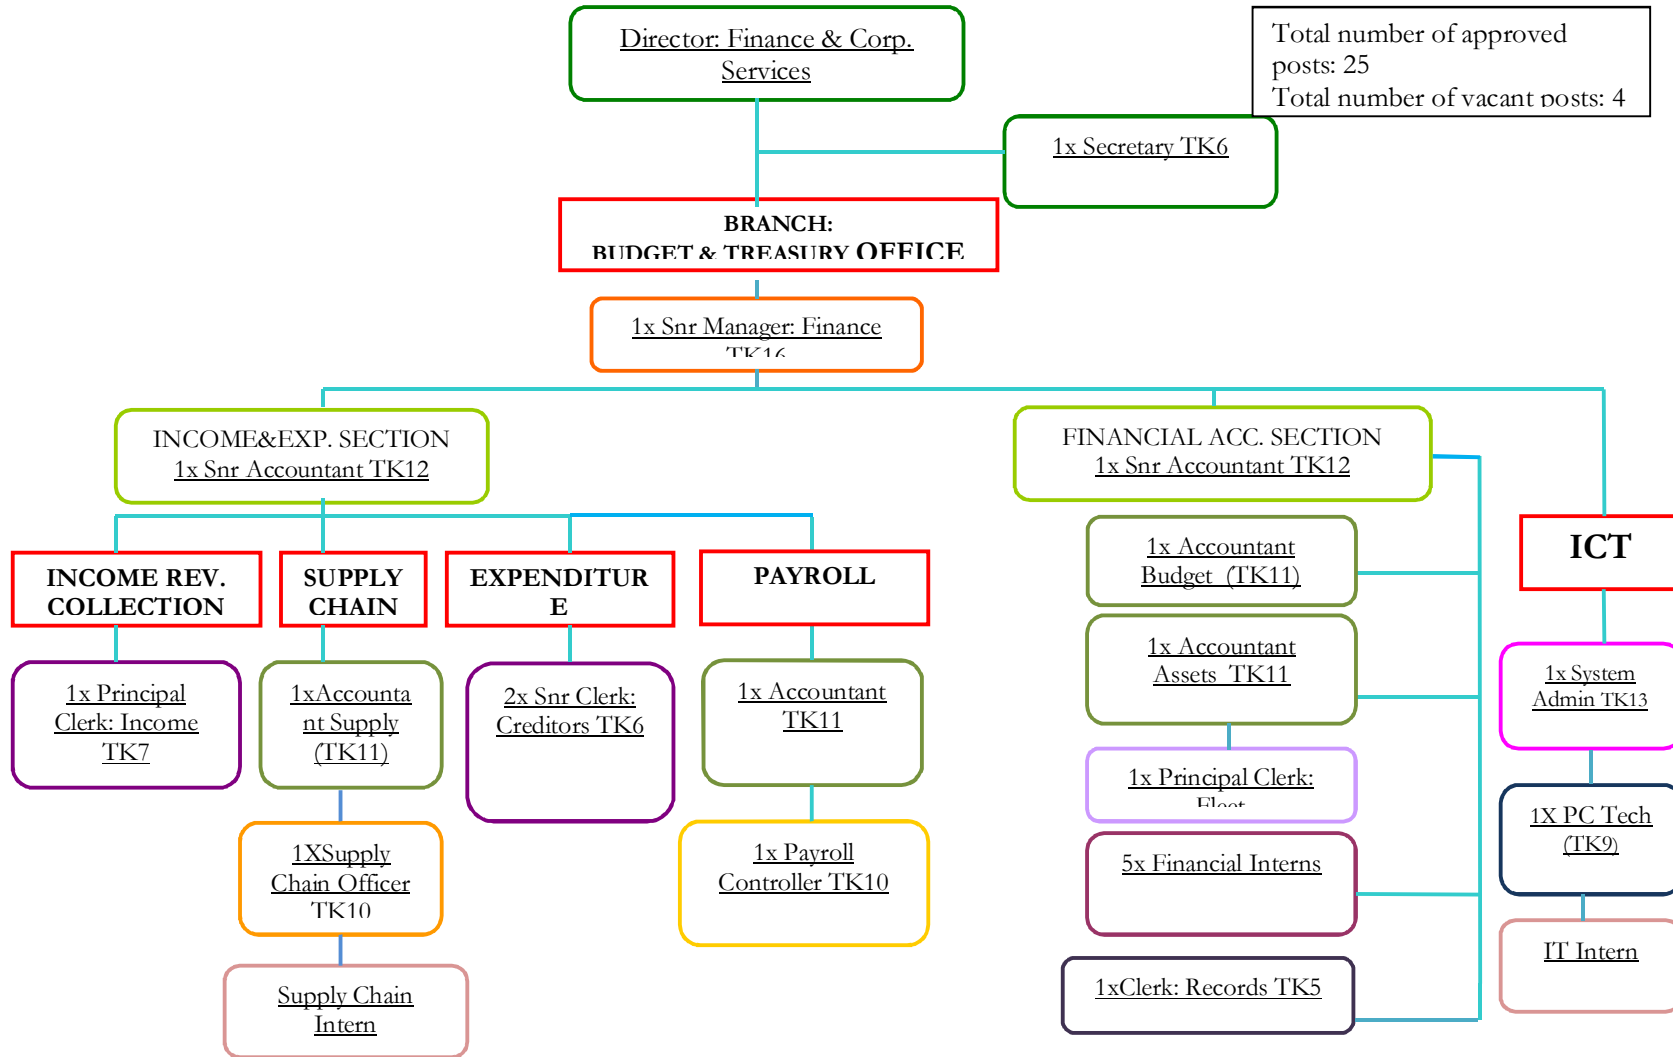 Director: Finance & Corp.
Services
Total number of approved
posts: 25
Total number of vacant posts: 4
1x Secretary TK6
BRANCH:
BUDGET & TREASURY OFFICE
1x Snr Manager: Finance
TK16
INCOME&EXP. SECTION
1x Snr Accountant TK12
FINANCIAL ACC. SECTION
1x Snr Accountant TK12
INCOME REV.
COLLECTION
SUPPLY
CHAIN
EXPENDITUR
E
PAYROLL
1x Principal
Clerk: Income
TK7
1xAccounta
nt Supply
(TK11)
2x Snr Clerk:
Creditors TK6
1x Accountant
TK11
1XSupply
Chain Officer
TK10
1x Payroll
Controller TK10
Supply Chain
Intern
1x Accountant
Budget (TK11)
1x Accountant
Assets TK11
1x Principal Clerk:
Fleet
5x Financial Interns
1xClerk: Records TK5
ICT
1x System
Admin TK13
1X PC Tech
(TK9)
IT Intern